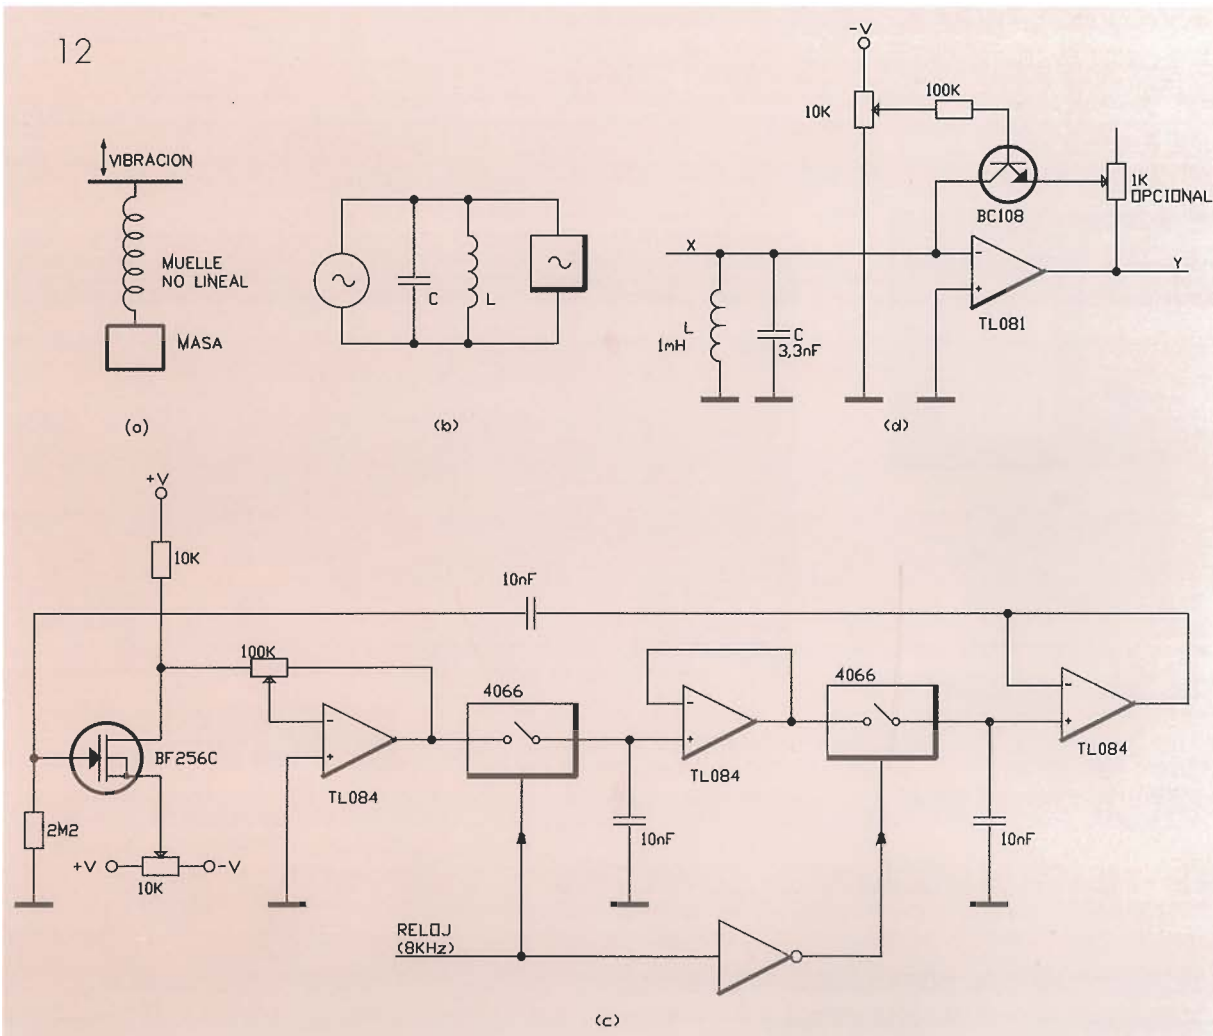 12
VIBRACION
MUELLE
NO LINEAL
MASA
(a)
C
L
(b)
-V
10K
100K
BC108
1K
OPCIONAL
X
L
1mH
C
3,3nF
-
+
TL081
Y
(d)
+V
10K
10nF
100K
BF256C
-
+
TL084
2M2
+V
-V
10K
4066
-
+
TL084
10nF
4066
-
+
TL084
10nF
RELOJ
(8KHz)
(c)